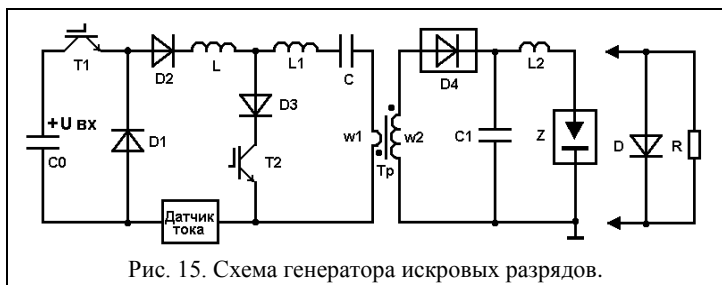 T1
D2
L
L1
C
D4
L2
+U вх
D1
D3
w1
w2
C1
Z
D
R
C0
T2
Тр
Датчик
тока
Рис. 15. Схема генератора искровых разрядов.